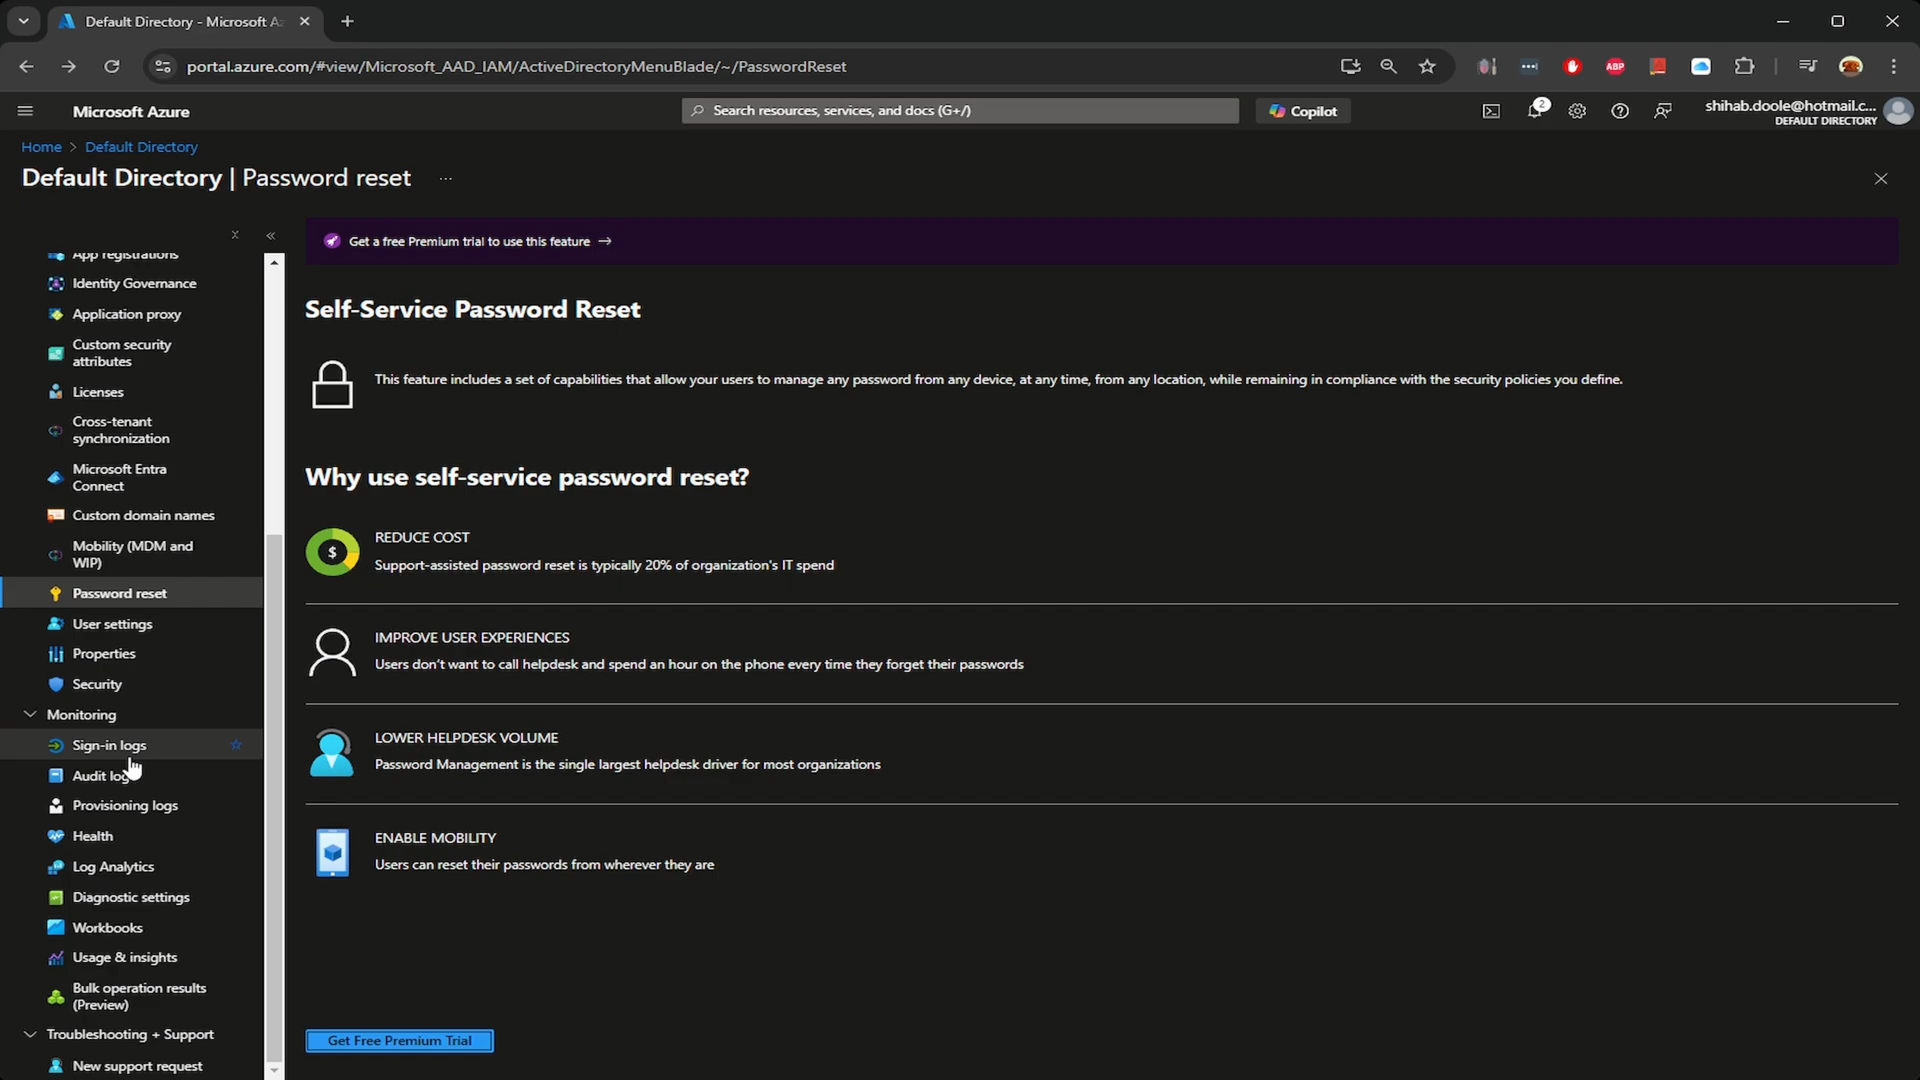 Default Directory - Microsoft Az
portal.azure.com/#view/Microsoft_AAD_IAM/ActiveDirectoryMenuBlade/~/PasswordReset
ABP
Microsoft Azure
Search resources, services, and docs (G+/)
Copilot
2
shihab.doole@hotmail.c...
DEFAULT DIRECTORY
Home > Default Directory
Default Directory | Password reset ...
App registrations
Identity Governance
Application proxy
Custom security
attributes
Licenses
Cross-tenant
synchronization
Microsoft Entra
Connect
Custom domain names
Mobility (MDM and
WIP)
Password reset
User settings
Properties
Security
Monitoring
Sign-in logs
Audit log
Provisioning logs
Health
Log Analytics
Diagnostic settings
Workbooks
Usage & insights
Bulk operation results
(Preview)
Troubleshooting + Support
New support request
Get a free Premium trial to use this feature →
Self-Service Password Reset
This feature includes a set of capabilities that allow your users to manage any password from any device, at any time, from any location, while remaining in compliance with the security policies you define.
Why use self-service password reset?
$
REDUCE COST
Support-assisted password reset is typically 20% of organization's IT spend
IMPROVE USER EXPERIENCES
Users don't want to call helpdesk and spend an hour on the phone every time they forget their passwords
LOWER HELPDESK VOLUME
Password Management is the single largest helpdesk driver for most organizations
ENABLE MOBILITY
Users can reset their passwords from wherever they are
Get Free Premium Trial